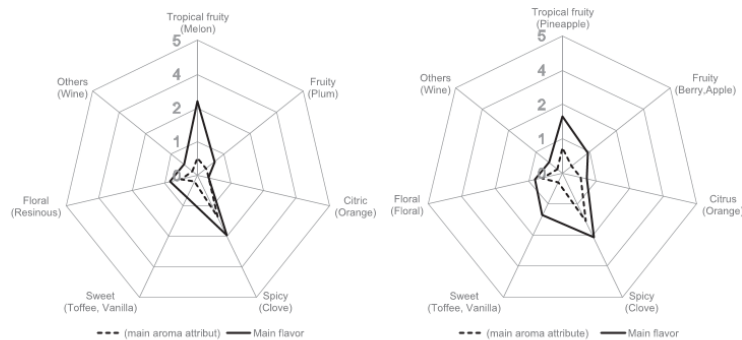 Tropical fruity
(Melon)
5
4
2
1
0
Fruity
(Plum)
Citric
(Orange)
Spicy
(Clove)
Sweet
(Toffee, Vanilla)
Floral
(Resinous)
Others
(Wine)
(main aroma attribut)
Main flavor
Tropical fruity
(Pineapple)
5
4
2
1
0
Fruity
(Berry,Apple)
Citrus
(Orange)
Spicy
(Clove)
Sweet
(Toffee, Vanilla)
Floral
(Floral)
Others
(Wine)
(main aroma attribute)
Main flavor